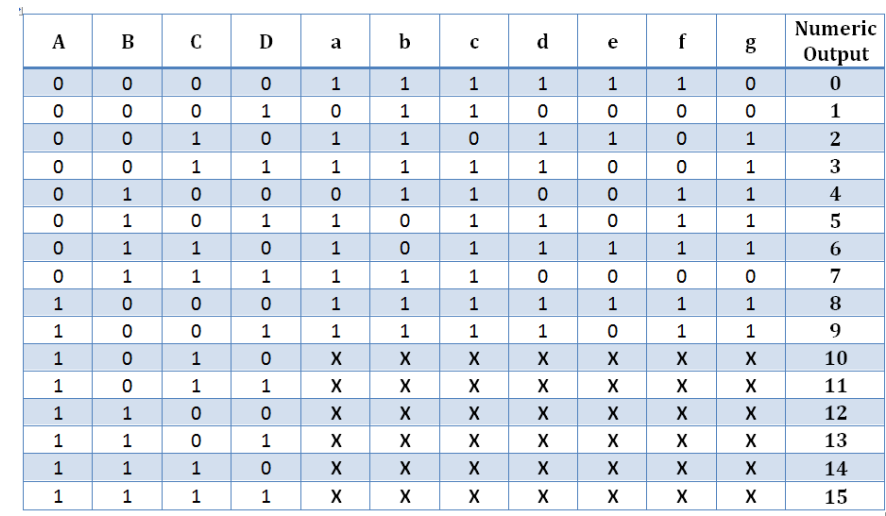 A B C D a b c d e f g Numeric Output
0 0 0 0 1 1 1 1 1 1 0 0
0 0 0 1 0 1 1 0 0 0 0 1
0 0 1 0 1 1 0 1 1 0 1 2
0 0 1 1 1 1 1 1 0 0 1 3
0 1 0 0 0 1 1 0 0 1 1 4
0 1 0 1 1 0 1 1 0 1 1 5
0 1 1 0 1 0 1 1 1 1 1 6
0 1 1 1 1 1 1 0 0 0 0 7
1 0 0 0 1 1 1 1 1 1 1 8
1 0 0 1 1 1 1 1 0 1 1 9
1 0 1 0 X X X X X X X 10
1 0 1 1 X X X X X X X 11
1 1 0 0 X X X X X X X 12
1 1 0 1 X X X X X X X 13
1 1 1 0 X X X X X X X 14
1 1 1 1 X X X X X X X 15